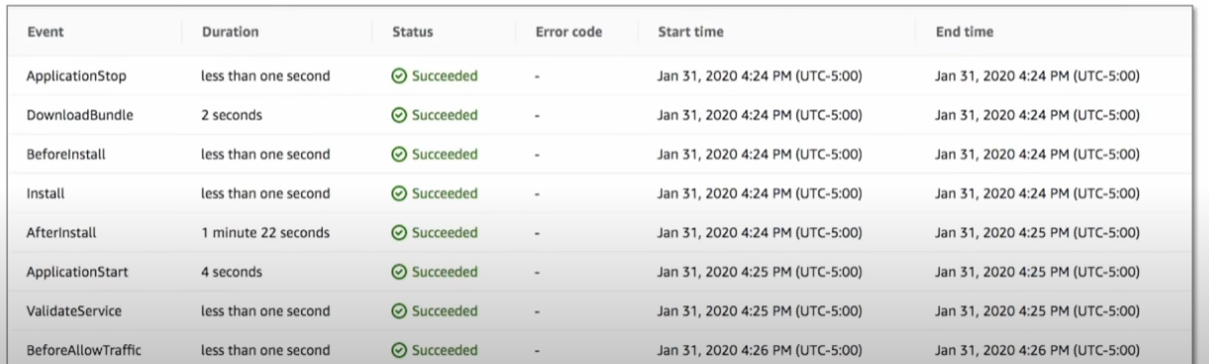 Event Duration Status Error code Start time End time
ApplicationStop less than one second Succeeded - Jan 31, 2020 4:24 PM (UTC-5:00) Jan 31, 2020 4:24 PM (UTC-5:00)
DownloadBundle 2 seconds Succeeded - Jan 31, 2020 4:24 PM (UTC-5:00) Jan 31, 2020 4:24 PM (UTC-5:00)
BeforeInstall less than one second Succeeded - Jan 31, 2020 4:24 PM (UTC-5:00) Jan 31, 2020 4:24 PM (UTC-5:00)
Install less than one second Succeeded - Jan 31, 2020 4:24 PM (UTC-5:00) Jan 31, 2020 4:24 PM (UTC-5:00)
AfterInstall 1 minute 22 seconds Succeeded - Jan 31, 2020 4:24 PM (UTC-5:00) Jan 31, 2020 4:25 PM (UTC-5:00)
ApplicationStart 4 seconds Succeeded - Jan 31, 2020 4:25 PM (UTC-5:00) Jan 31, 2020 4:25 PM (UTC-5:00)
ValidateService less than one second Succeeded - Jan 31, 2020 4:25 PM (UTC-5:00) Jan 31, 2020 4:25 PM (UTC-5:00)
BeforeAllowTraffic less than one second Succeeded - Jan 31, 2020 4:26 PM (UTC-5:00) Jan 31, 2020 4:26 PM (UTC-5:00)